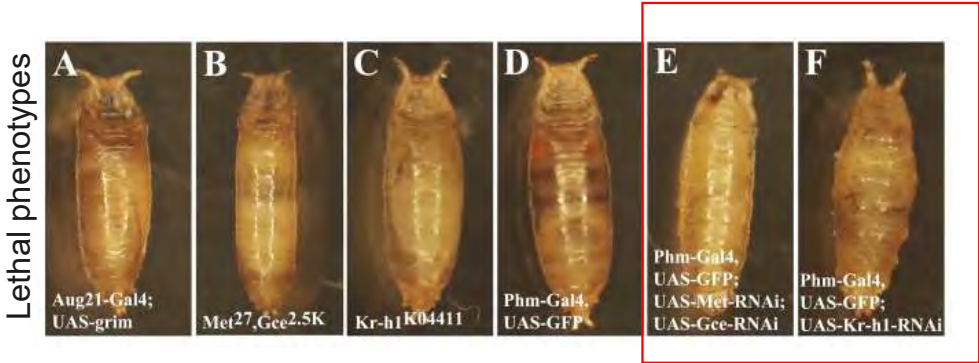 Lethal phenotypes
A
B
C
D
E
F
Aug21-Gal4;
UAS-grim
Met27,Gce2.5K
Kr-h1K04411
Phm-Gal4,
UAS-GFP
Phm-Gal4,
UAS-GFP;
UAS-Met-RNAi;
UAS-Gce-RNAi
Phm-Gal4,
UAS-GFP;
UAS-Kr-h1-RNAi